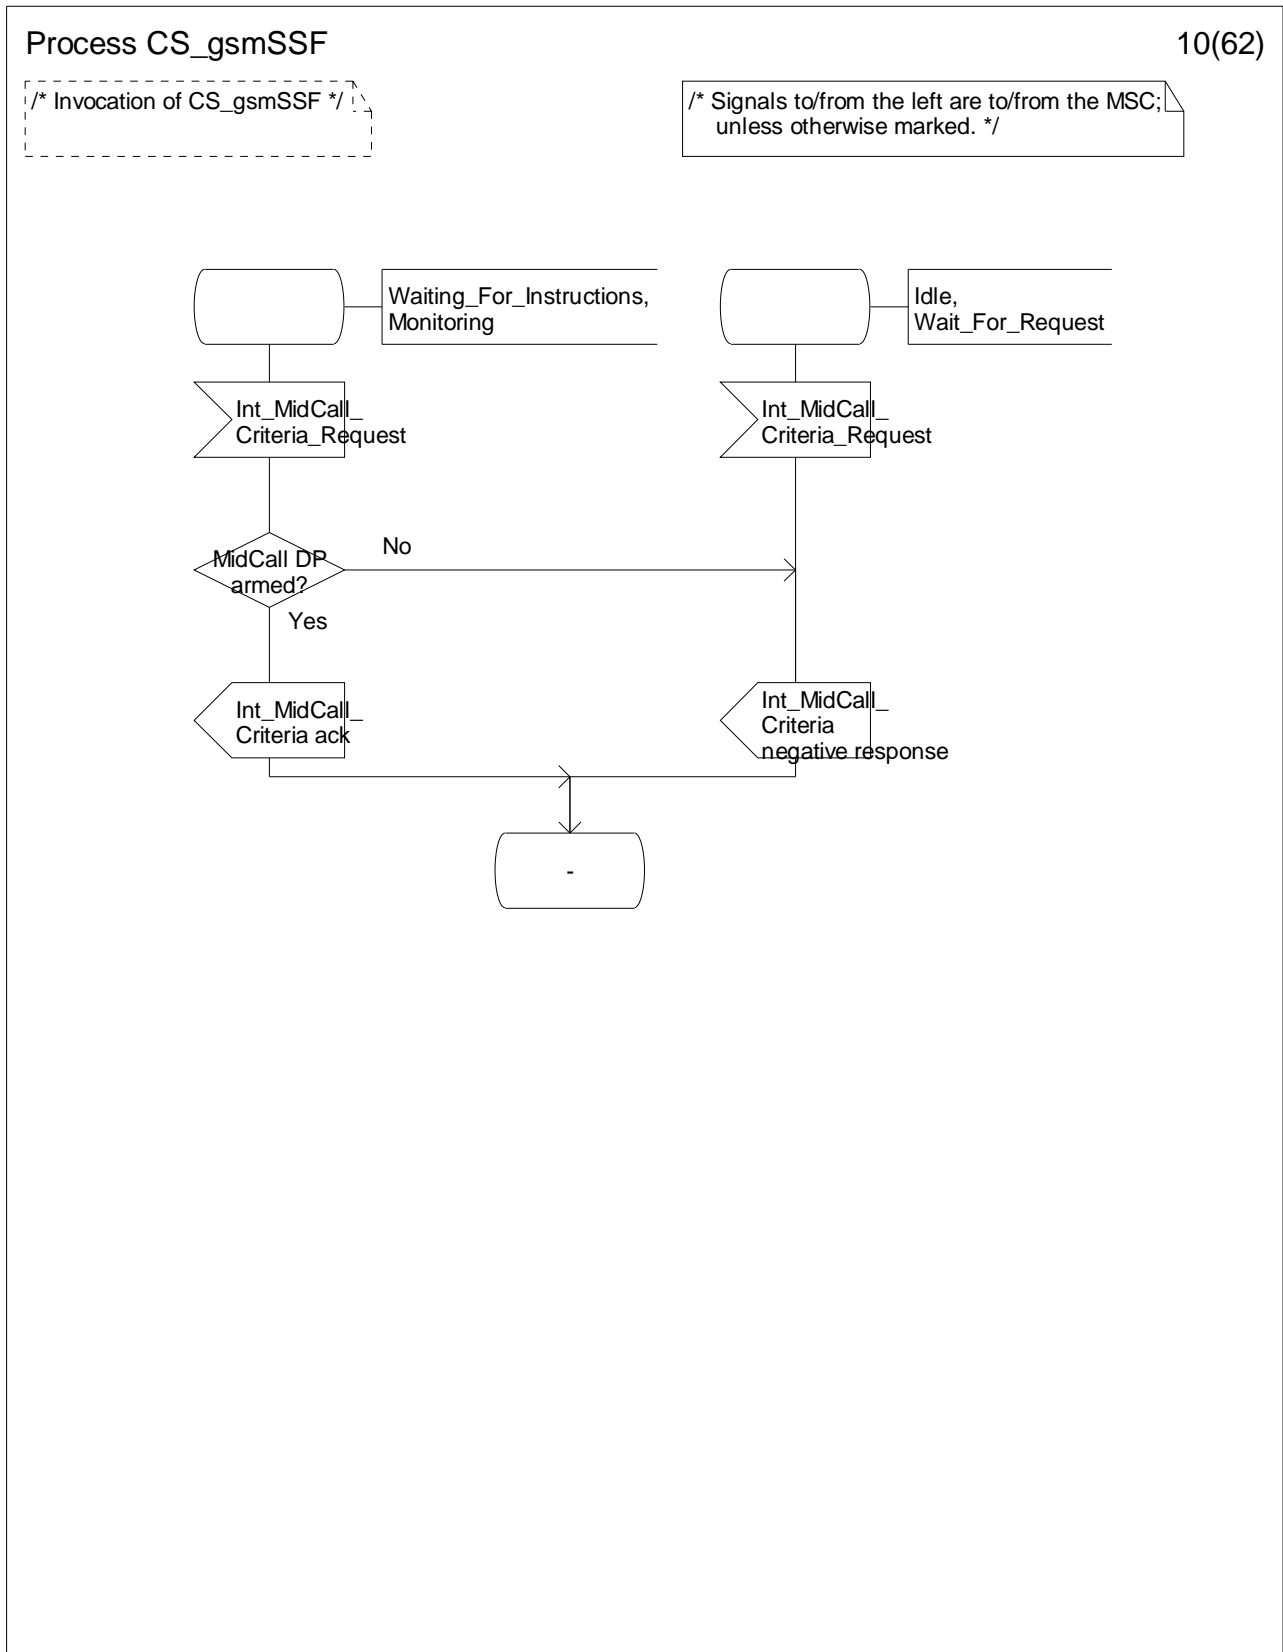 Process CS_gsmSSF
10(62)
/* Invocation of CS_gsmSSF */
/* Signals to/from the left are to/from the MSC;
unless otherwise marked. */
Waiting_For_Instructions,
Monitoring
Idle,
Wait_For_Request
Int_MidCall_
Criteria_Request
Int_MidCall_
Criteria_Request
MidCall DP
armed?
No
Yes
Int_MidCall_
Criteria ack
Int_MidCall_
Criteria
negative response
-